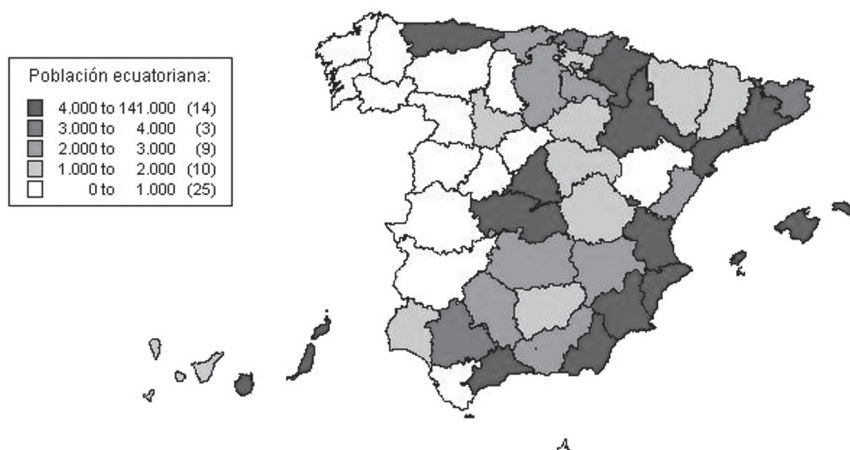 Población ecuatoriana:
4.000 to 141.000 (14)
3.000 to 4.000 (3)
2.000 to 3.000 (9)
1.000 to 2.000 (10)
0 to 1.000 (25)